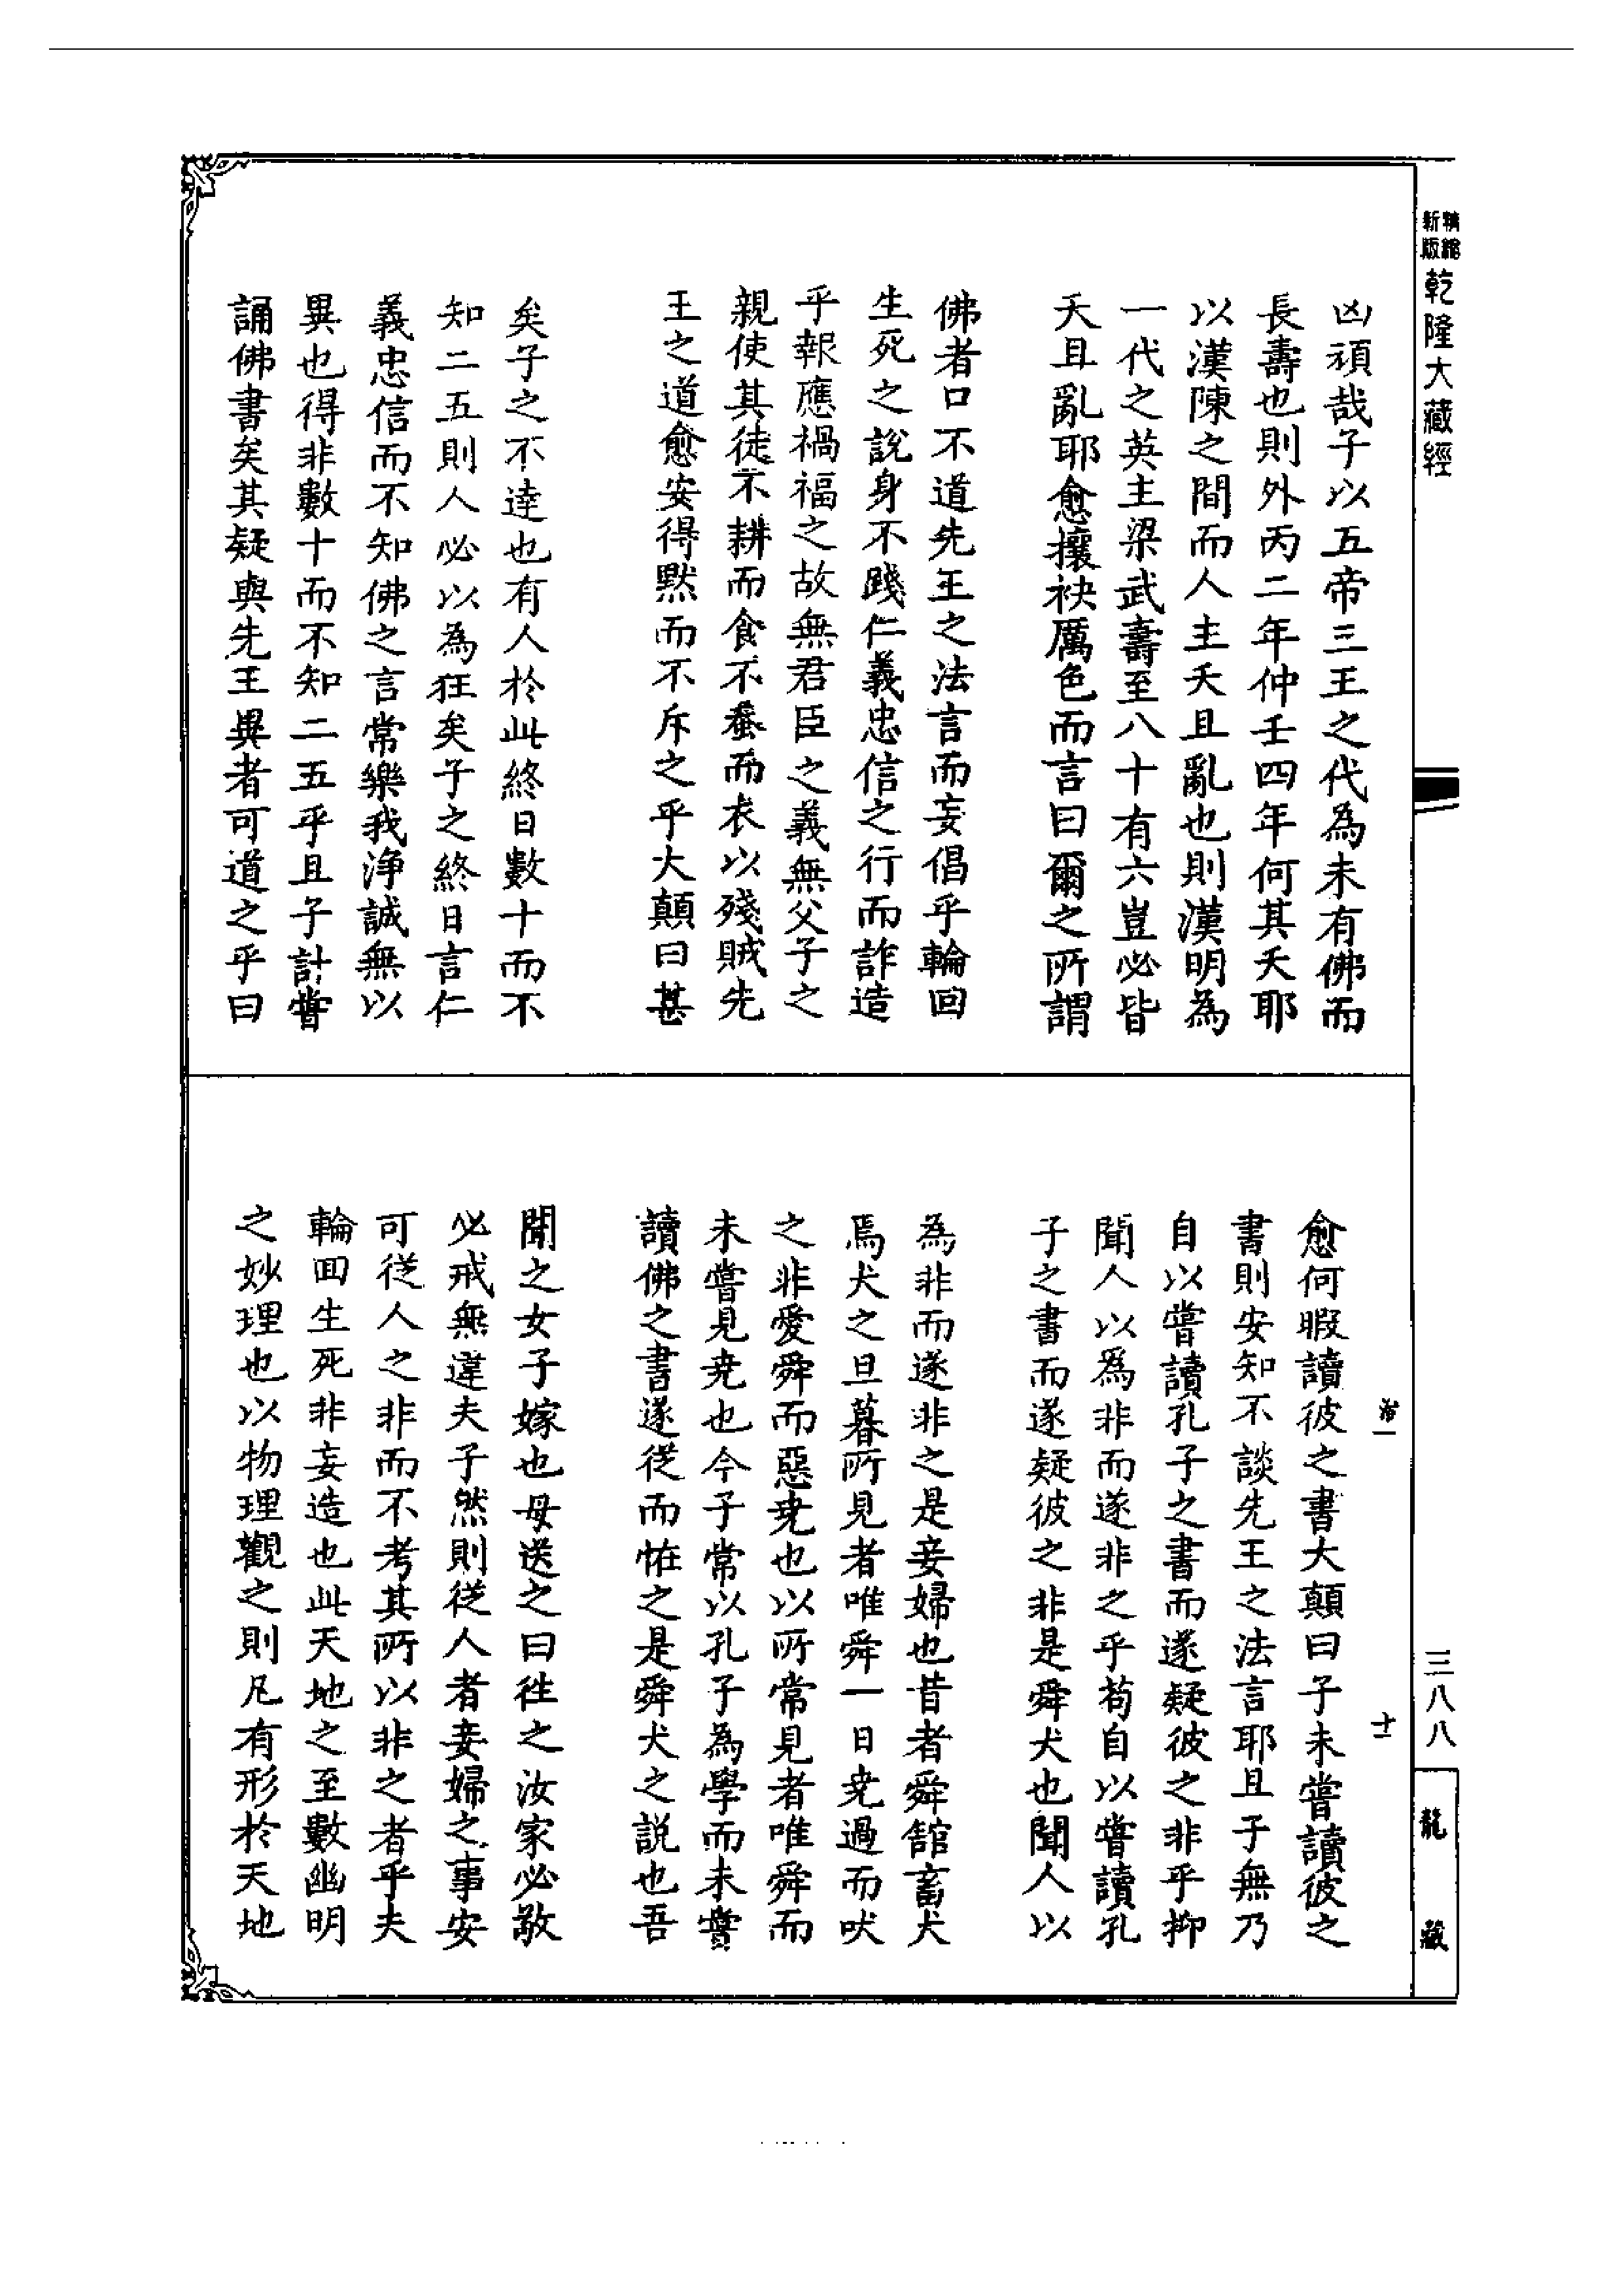 精縮新版
乾隆大藏經
凶頑哉子以五帝三王之代為未有佛而
長壽也則外丙二年仲壬四年何其夭耶
以漢陳之間而人主夭且亂也則漢明為
一代之英主梁武壽至八十有六豈必皆
夭且亂耶愈攘袂厲色而言曰爾之所謂
佛者口不道先王之法言而妄倡乎輪回
生死之說身不踐仁義忠信之行而詐造
乎報應禍福之故無君臣之義無父子之
親使其徒不耕而食不蚕而衣以殘賊先
王之道愈安得默而不斥之乎大顛曰甚
矣子之不達也有人於此終日數十而不
知二五則人必以為狂矣子之終日言仁
義忠信而不知佛之言常樂我淨誠無以
異也得非數十而不知二五乎且子計嘗
誦佛書矣其疑與先王異者可道之乎曰
愈何暇讀彼之書大顛曰子未嘗讀彼之
書則安知不談先王之法言耶且子無乃
自以嘗讀孔子之書而遂疑彼之非乎抑
聞人以為非而遂非之乎苟自以嘗讀孔
子之書而遂疑彼之非是舜犬也聞人以
為非而遂非之是妾婦也昔者舜舘畜犬
焉犬之旦暮所見者唯舜一日尭過而吠
之非愛舜而惡尭也以所常見者唯舜而
未嘗見尭也今子常以孔子為學而未嘗
讀佛之書遂從而恠之是舜犬之説也吾
聞之女子嫁也母送之曰徃之汝家必敬
必戒無違夫子然則從人者妾婦之事安
可從人之非而不考其所以非之者乎夫
輪回生死非妄造也此天地之至數幽明
之妙理也以物理觀之則凡有形於天地
十一
三八八
龍藏